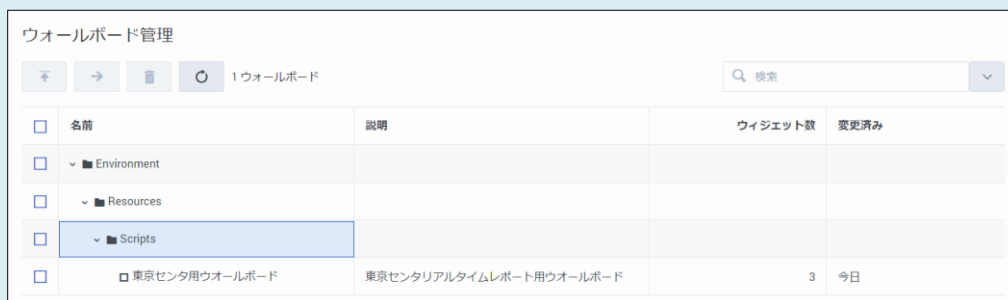 ウォールボード管理
1 ウォールボード 検索
名前 説明 ウィジェット数 変更済み
Environment
Resources
Scripts
東京センタ用ウオールボード 東京センタリアルタイムレポート用ウオールボード 3 今日